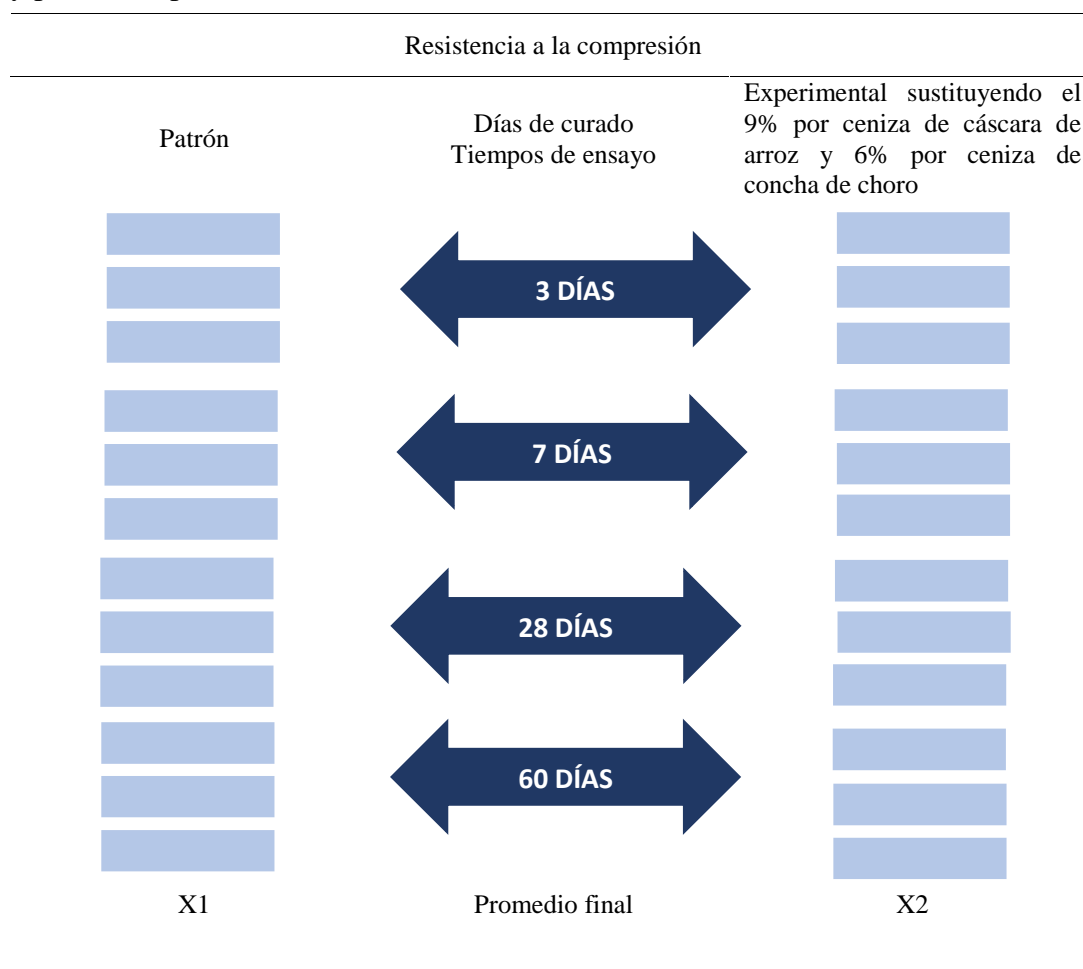 Resistencia a la compresión
Patrón
Días de curado
Tiempos de ensayo
Experimental sustituyendo el
9% por ceniza de cáscara de
arroz y 6% por ceniza de
concha de choro
3 DÍAS
7 DÍAS
28 DÍAS
60 DÍAS
X1
Promedio final
X2